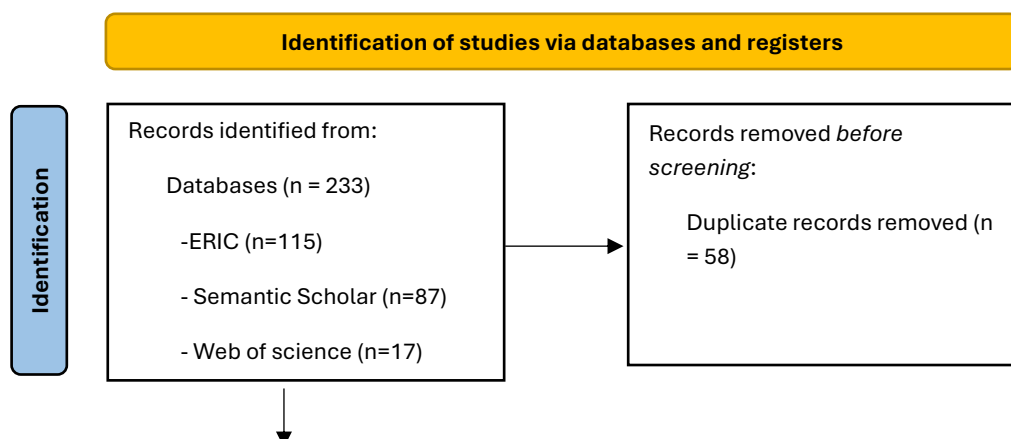 Identification of studies via databases and registers
Identification
Records identified from:
Databases (n = 233)
-ERIC (n=115)
- Semantic Scholar (n=87)
- Web of science (n=17)
Records removed before
screening:
Duplicate records removed (n
= 58)